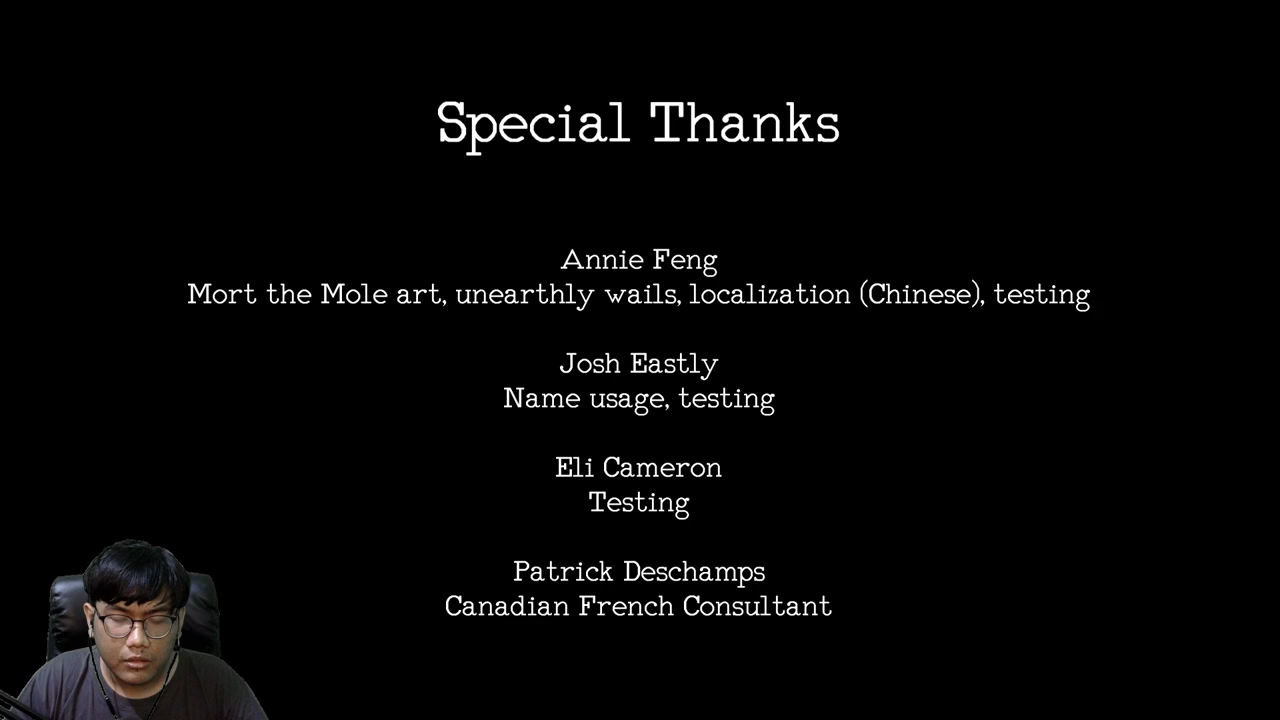 Special Thanks
Annie Feng
Mort the Mole art, unearthly wails, localization (Chinese), testing
Josh Eastly
Name usage, testing
Eli Cameron
Testing
Patrick Deschamps
Canadian French Consultant